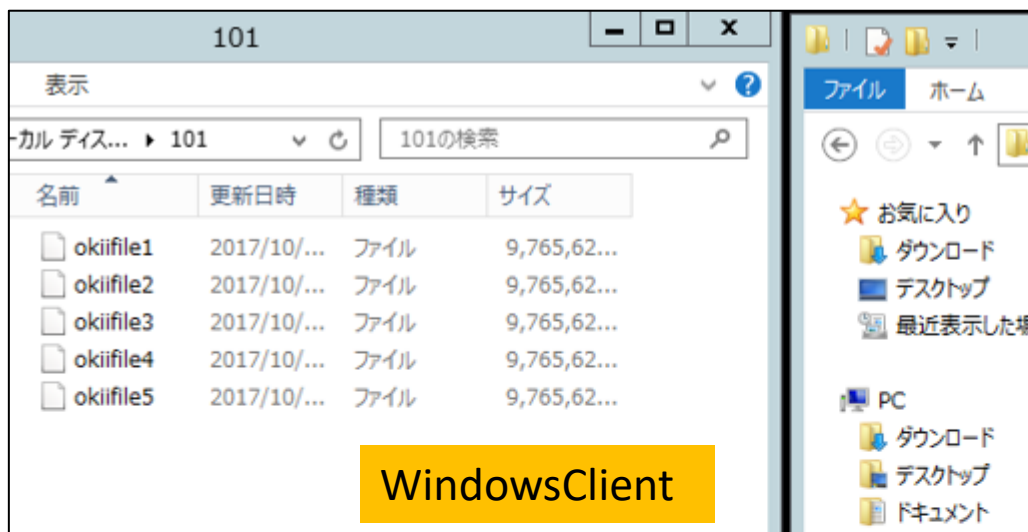 101
表示
ーカル ディス... 101
101の検索
名前 更新日時 種類 サイズ
okiifile1 2017/10/... ファイル 9,765,62...
okiifile2 2017/10/... ファイル 9,765,62...
okiifile3 2017/10/... ファイル 9,765,62...
okiifile4 2017/10/... ファイル 9,765,62...
okiifile5 2017/10/... ファイル 9,765,62...
WindowsClient
ファイル ホーム
お気に入り
ダウンロード
デスクトップ
最近表示した場
PC
ダウンロード
デスクトップ
ドキュメント